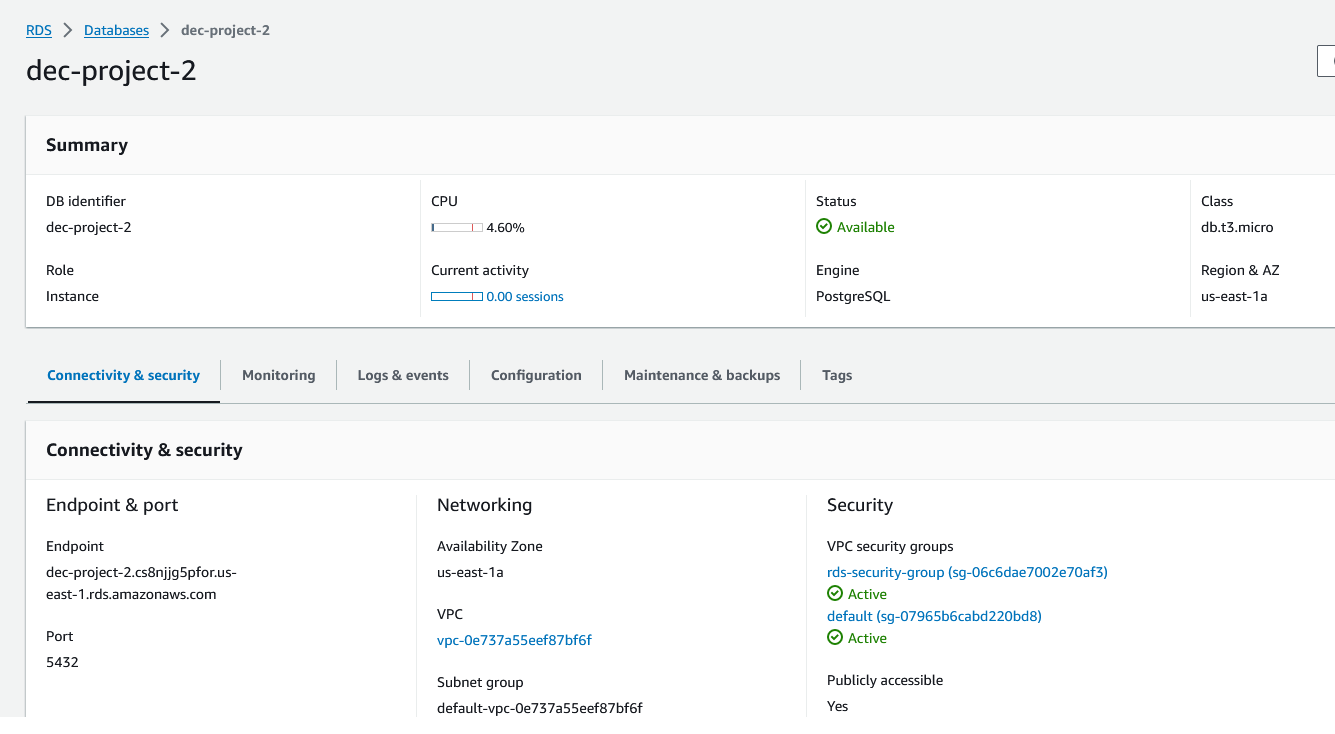 RDS > Databases > dec-project-2
dec-project-2
Summary
DB identifier
dec-project-2
CPU
4.60%
Status
Available
Class
db.t3.micro
Role
Instance
Current activity
0.00 sessions
Engine
PostgreSQL
Region & AZ
us-east-1a
Connectivity & security
Monitoring
Logs & events
Configuration
Maintenance & backups
Tags
Connectivity & security
Endpoint & port
Endpoint
dec-project-2.cs8njjg5pfor.us-
east-1.rds.amazonaws.com
Port
5432
Networking
Availability Zone
us-east-1a
VPC
vpc-0e737a55eef87bf6f
Subnet group
default-vpc-0e737a55eef87bf6f
Security
VPC security groups
rds-security-group (sg-06c6dae7002e70af3)
Active
default (sg-07965b6cabd220bd8)
Active
Publicly accessible
Yes